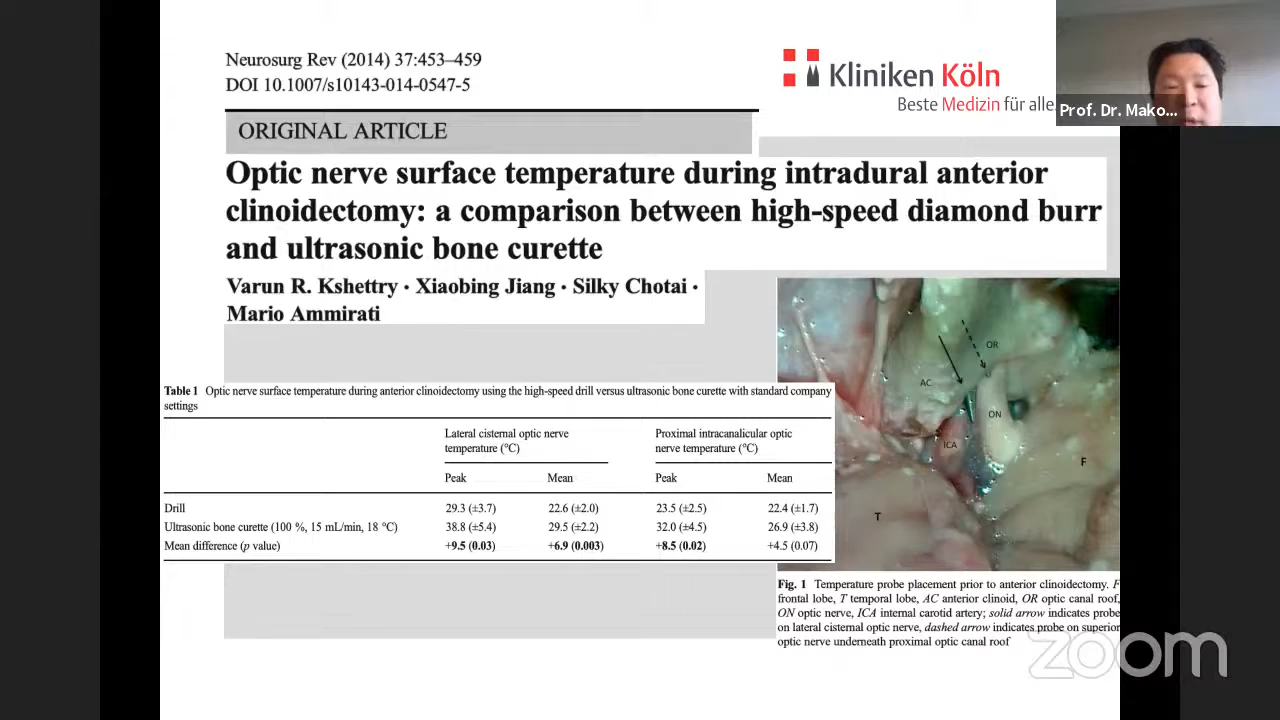 Neurosurg Rev (2014) 37:453–459
DOI 10.1007/s10143-014-0547-5
Kliniken Köln
Beste Medizin für alle
Prof. Dr. Mako...
ORIGINAL ARTICLE
Optic nerve surface temperature during intradural anterior
clinoidectomy: a comparison between high-speed diamond burr
and ultrasonic bone curette
Varun R. Kshettry · Xiaobing Jiang · Silky Chotai ·
Mario Ammirati
Table 1 Optic nerve surface temperature during anterior clinoidectomy using the high-speed drill versus ultrasonic bone curette with standard company
settings
Lateral cisternal optic nerve
temperature (°C)
Proximal intracanalicular optic
nerve temperature (°C)
Peak Mean Peak Mean
Drill 29.3 (±3.7) 22.6 (±2.0) 23.5 (±2.5) 22.4 (±1.7)
Ultrasonic bone curette (100 %, 15 mL/min, 18 °C) 38.8 (±5.4) 29.5 (±2.2) 32.0 (±4.5) 26.9 (±3.8)
Mean difference (p value) +9.5 (0.03) +6.9 (0.003) +8.5 (0.02) +4.5 (0.07)
OR
AC
ON
ICA
F
T
Fig. 1 Temperature probe placement prior to anterior clinoidectomy. F
frontal lobe, T temporal lobe, AC anterior clinoid, OR optic canal roof,
ON optic nerve, ICA internal carotid artery; solid arrow indicates probe
on lateral cisternal optic nerve, dashed arrow indicates probe on superior
optic nerve underneath proximal optic canal roof
zoom